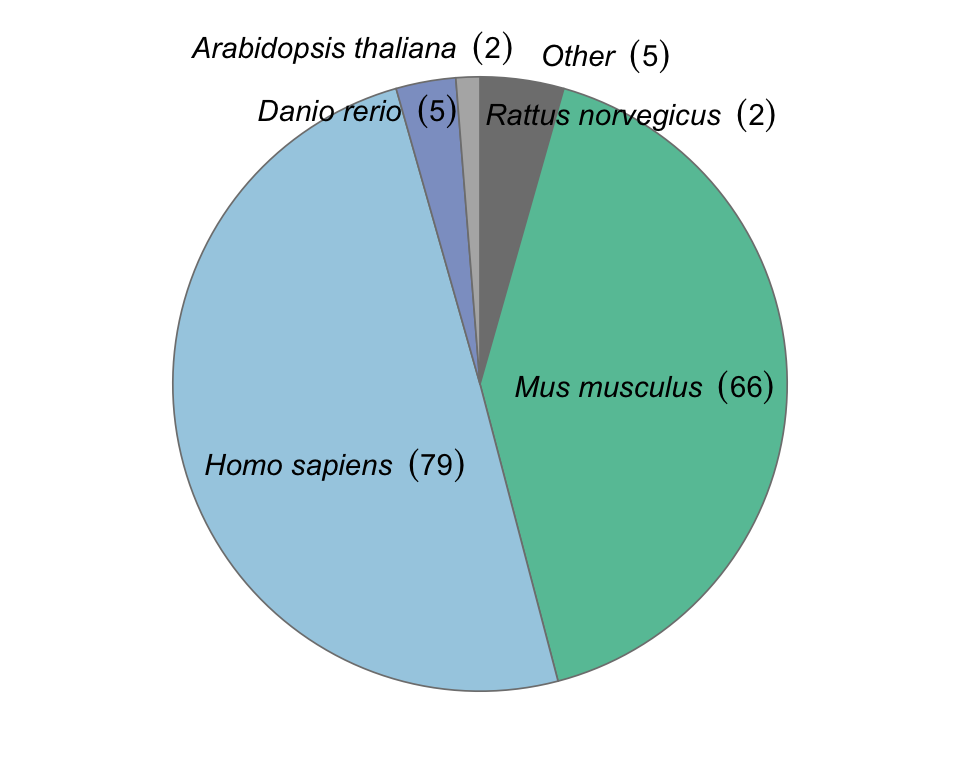 Arabidopsis thaliana (2)
Other (5)
Danio rerio (5)
Rattus norvegicus (2)
Mus musculus (66)
Homo sapiens (79)